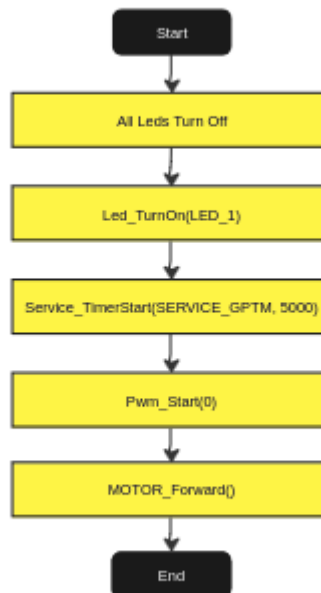 Start
All Leds Turn Off
Led_TurnOn(LED_1)
Service_TimerStart(SERVICE_GPTM, 5000)
Pwm_Start(0)
MOTOR_Forward()
End